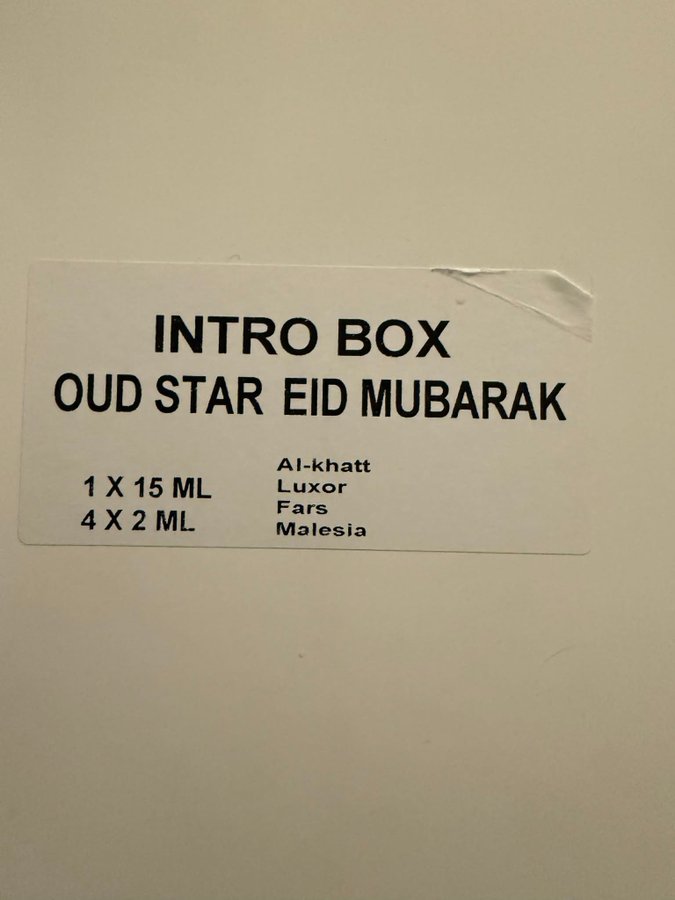 INTRO BOX
OUD STAR EID MUBARAK
1 X 15 ML
4 X 2 ML
Al-khatt
Luxor
Fars
Malesia